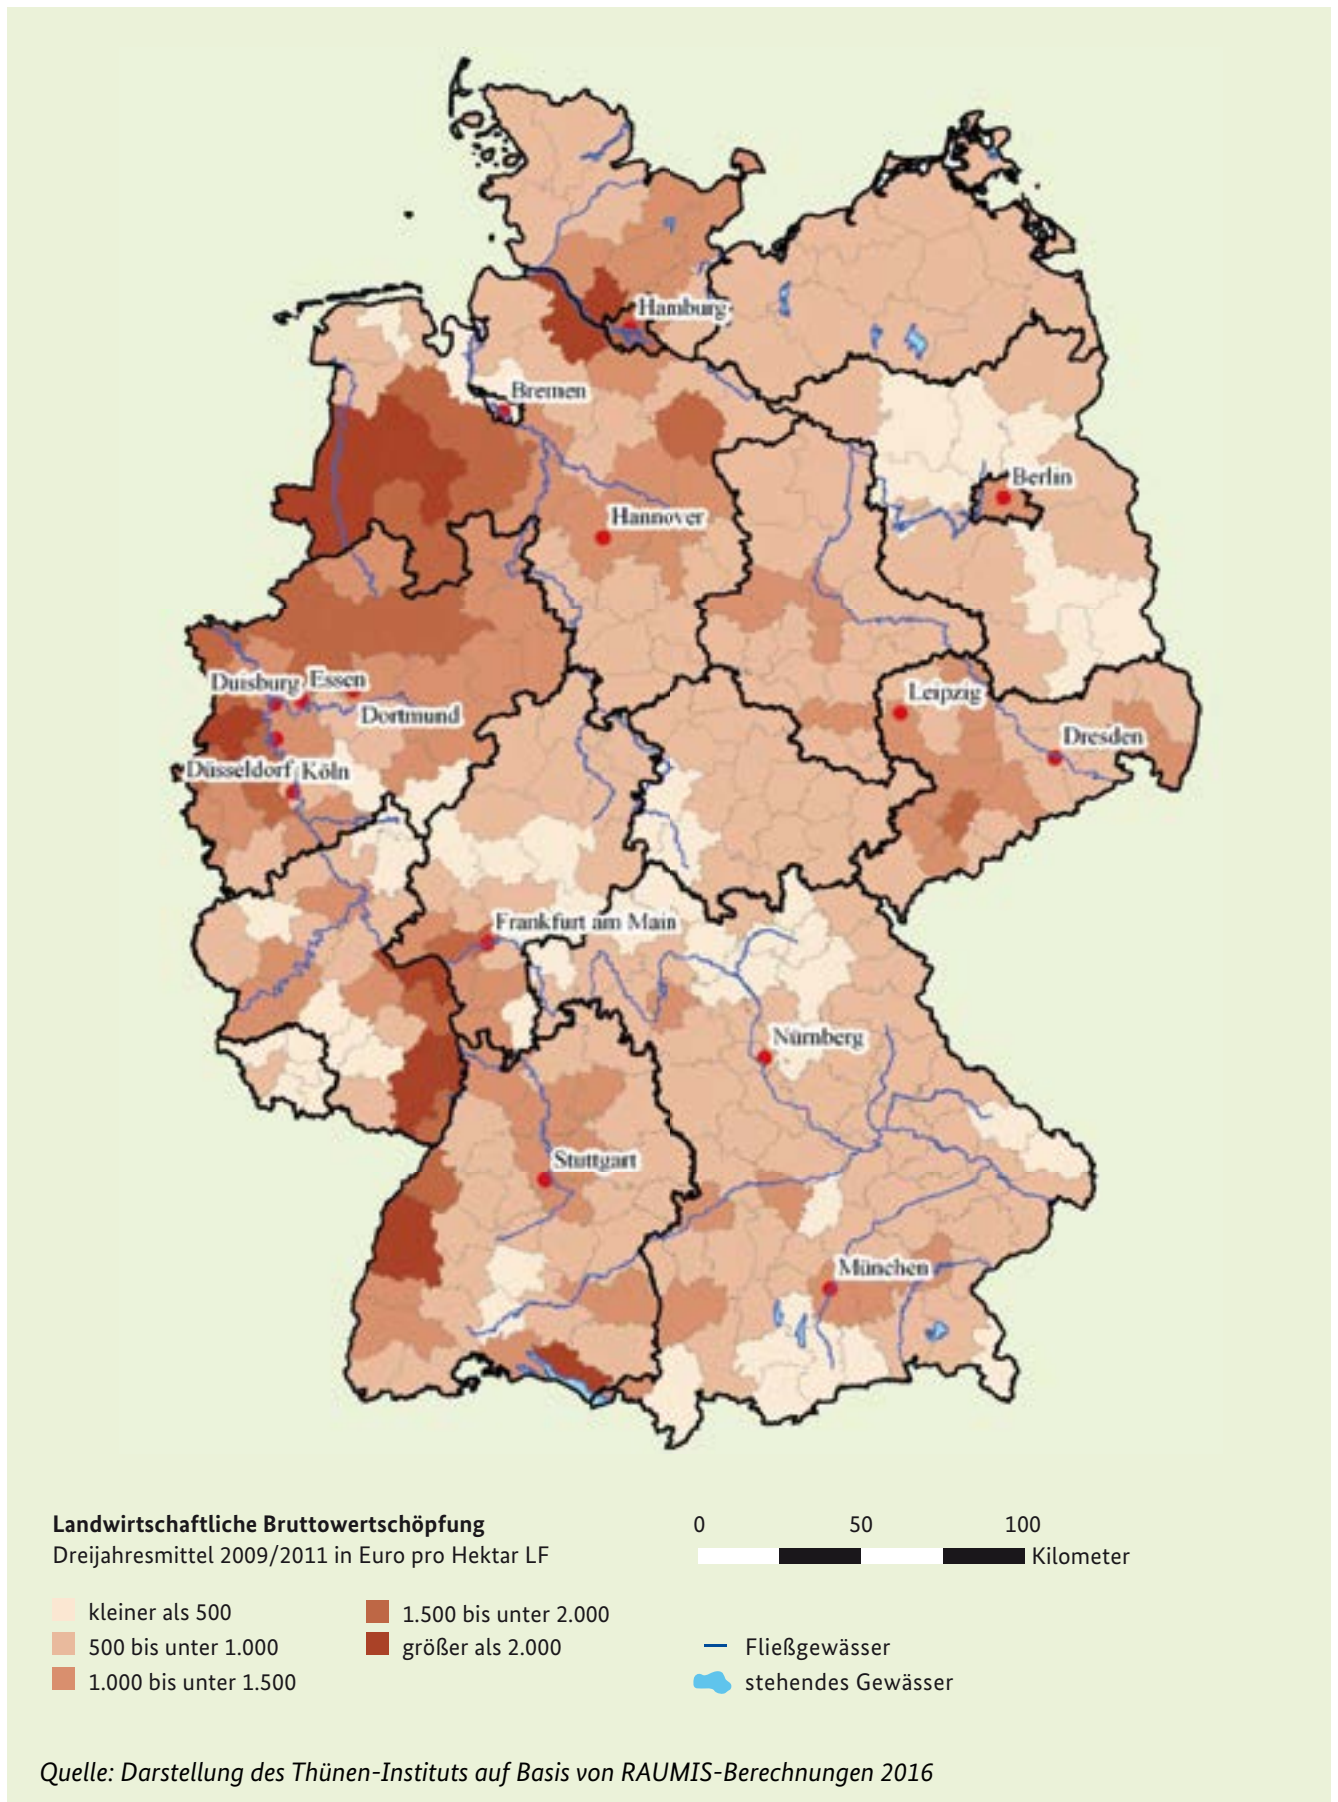 Hamburg
Bremen
Berlin
Hannover
Duisburg Essen
Leipzig
Dortmund
Dresden
Düsseldorf Köln
Frankfurt am Main
Nürnberg
Stuttgart
München
Landwirtschaftliche Bruttowertschöpfung
Dreijahresmittel 2009/2011 in Euro pro Hektar LF
0 50 100
Kilometer
kleiner als 500
500 bis unter 1.000
1.000 bis unter 1.500
1.500 bis unter 2.000
größer als 2.000
Fließgewässer
stehendes Gewässer
Quelle: Darstellung des Thünen-Instituts auf Basis von RAUMIS-Berechnungen 2016